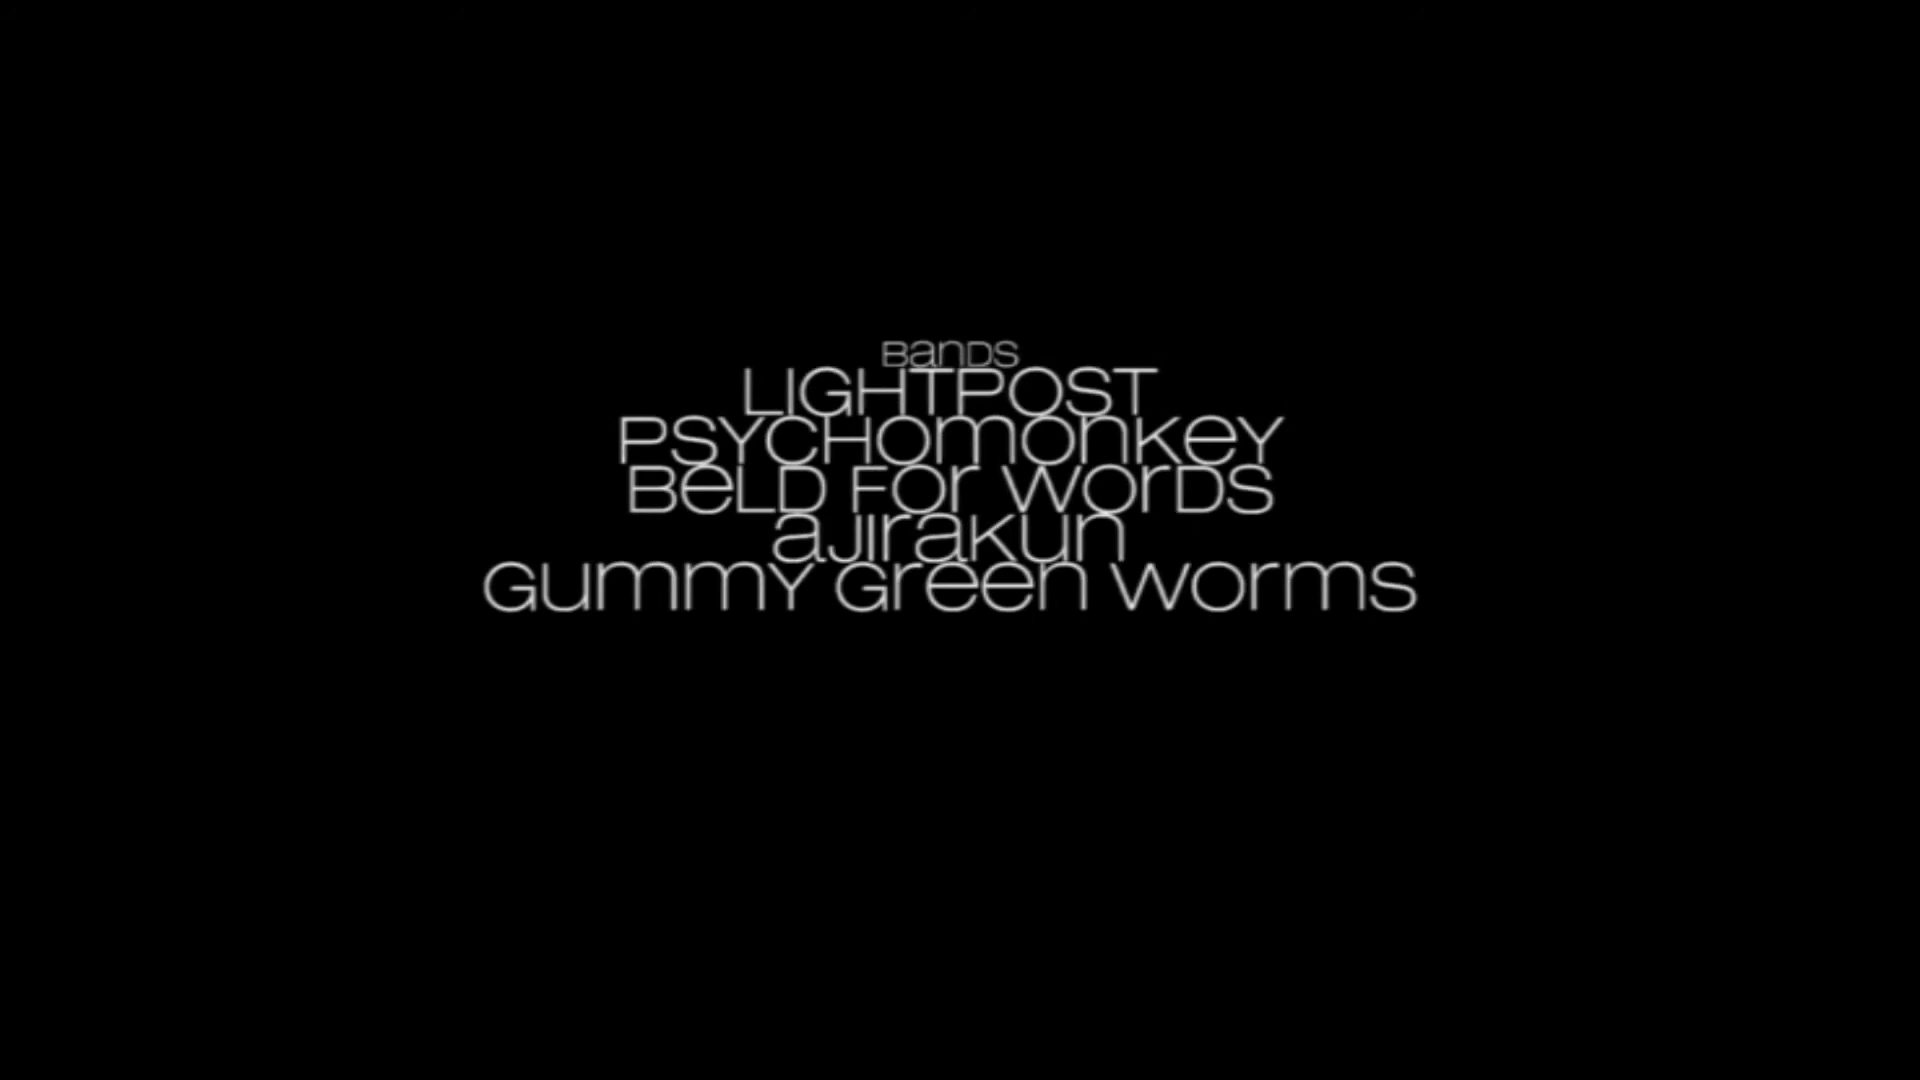 Bands
LIGHTPOST
PSYCHOmonkey
BeLD For Words
ajirakun
Gummy Green Worms